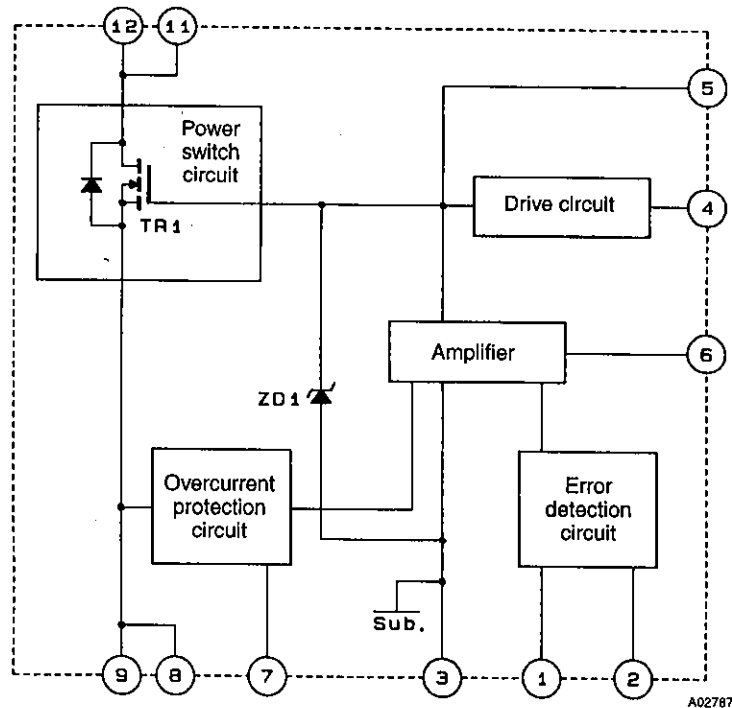 12 11
5
Power
switch
circuit
TR1
Drive circuit
4
Amplifier
6
ZD1
Overcurrent
protection
circuit
Error
detection
circuit
Sub.
9 8 7 3 1 2
A02787